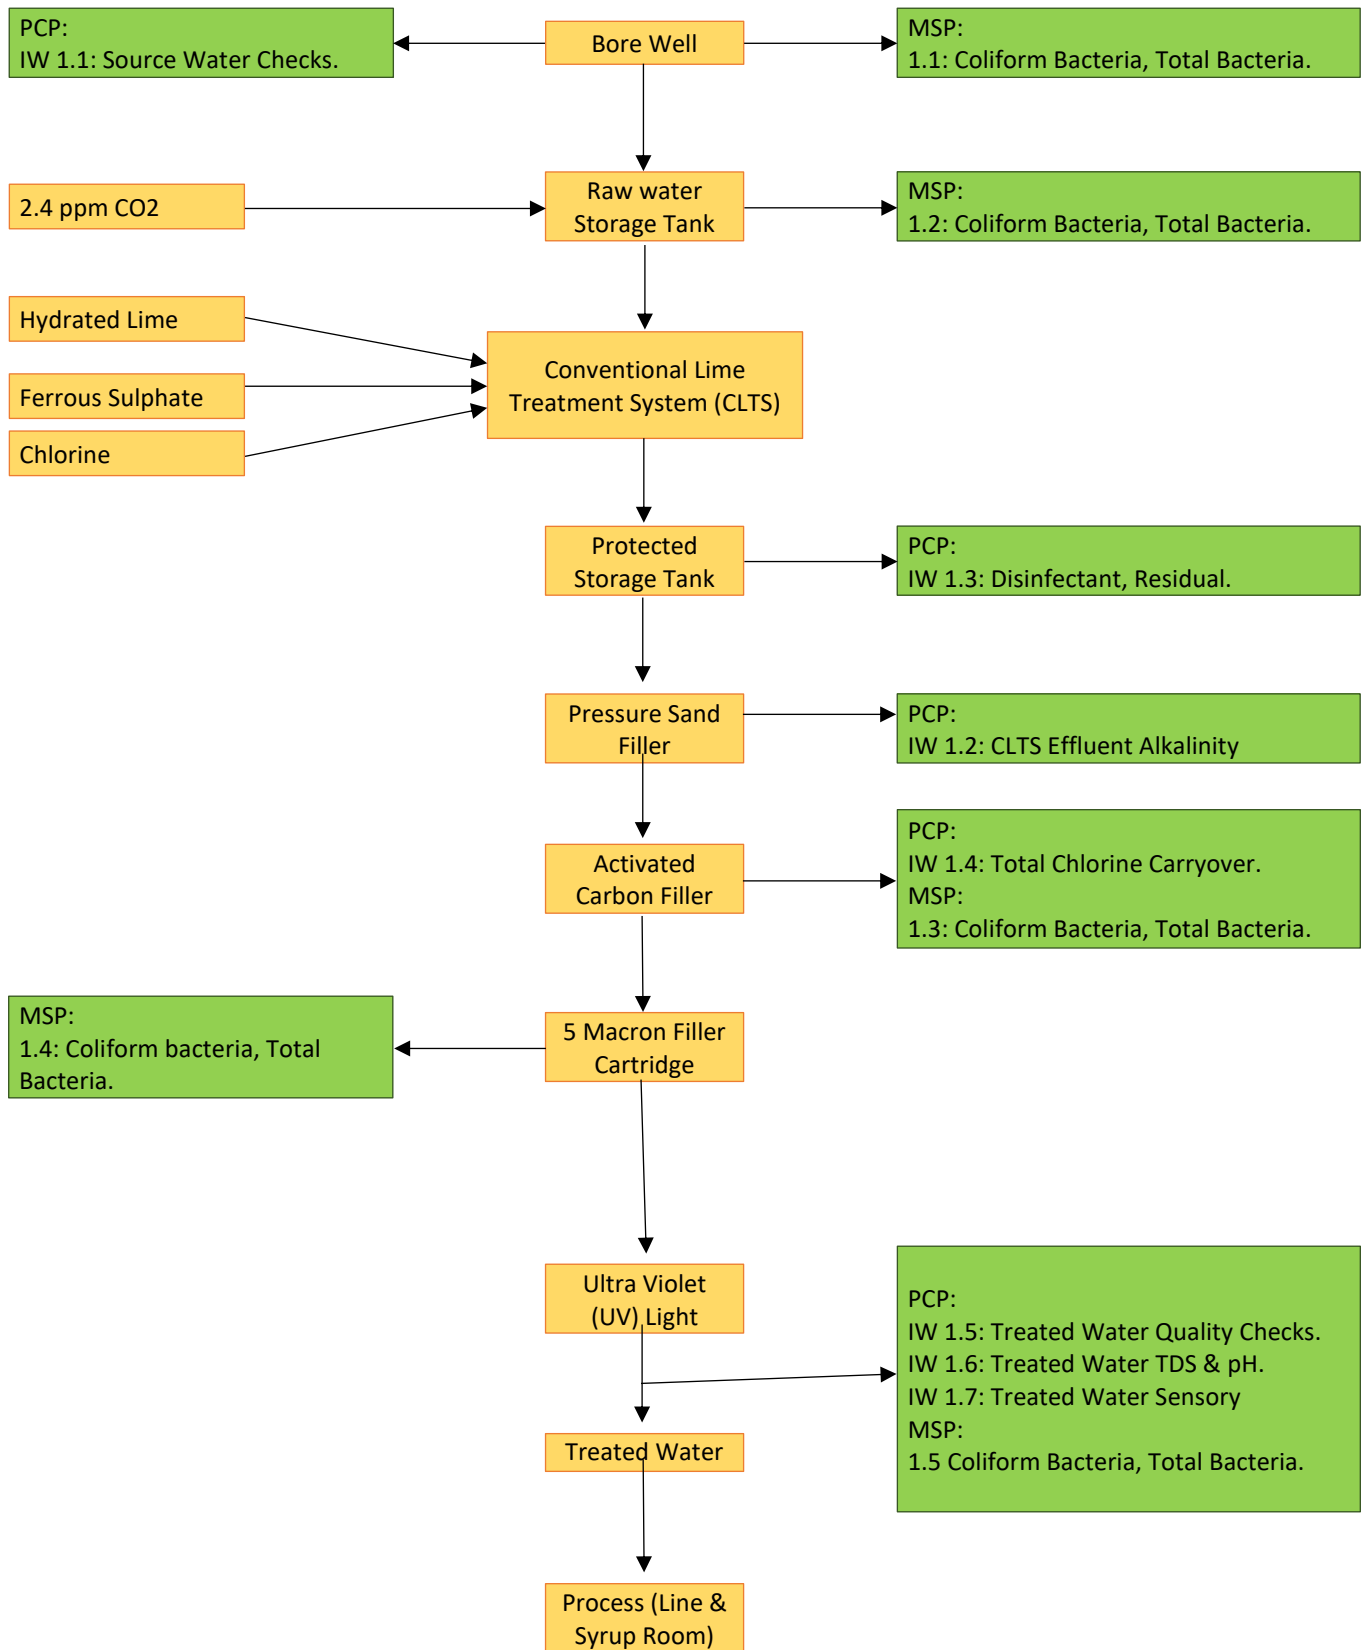 PCP:
IW 1.1: Source Water Checks.
Bore Well
MSP:
1.1: Coliform Bacteria, Total Bacteria.
2.4 ppm CO2
Raw water
Storage Tank
MSP:
1.2: Coliform Bacteria, Total Bacteria.
Hydrated Lime
Ferrous Sulphate
Chlorine
Conventional Lime
Treatment System (CLTS)
Protected
Storage Tank
PCP:
IW 1.3: Disinfectant, Residual.
Pressure Sand
Filler
PCP:
IW 1.2: CLTS Effluent Alkalinity
Activated
Carbon Filler
PCP:
IW 1.4: Total Chlorine Carryover.
MSP:
1.3: Coliform Bacteria, Total Bacteria.
MSP:
1.4: Coliform bacteria, Total
Bacteria.
5 Macron Filler
Cartridge
Ultra Violet
(UV) Light
PCP:
IW 1.5: Treated Water Quality Checks.
IW 1.6: Treated Water TDS & pH.
IW 1.7: Treated Water Sensory
MSP:
1.5 Coliform Bacteria, Total Bacteria.
Treated Water
Process (Line &
Syrup Room)